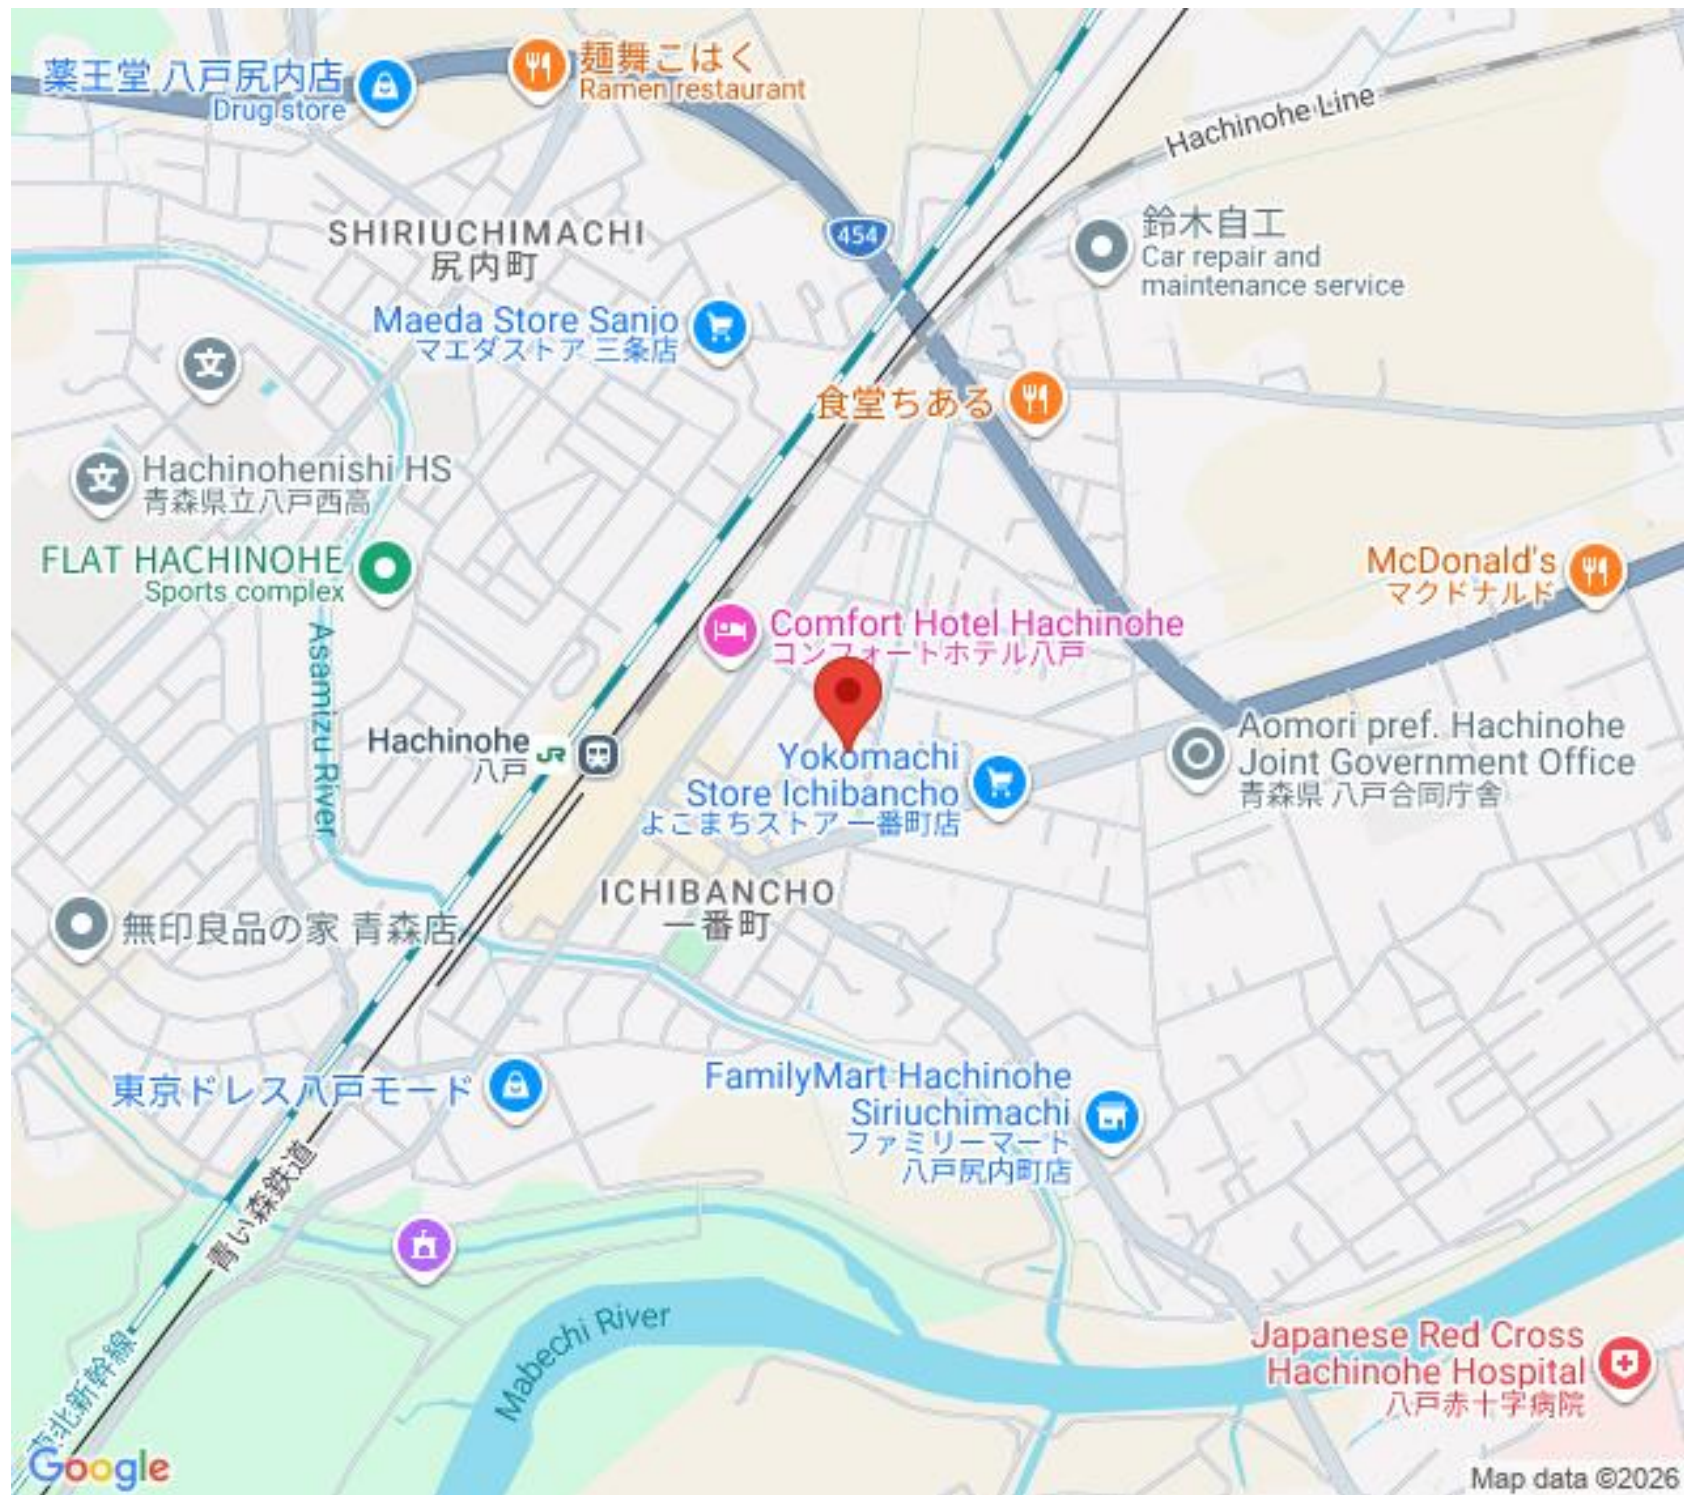 薬王堂 八戸尻内店
Drug store
麺舞こはく
Ramen restaurant
Hachinohe Line
454
鈴木自工
Car repair and
maintenance service
SHIRIUCHIMACHI
尻内町
Maeda Store Sanjo
マエダストア 三条店
文
食堂ちある
文
Hachinohenishi HS
青森県立八戸西高
FLAT HACHINOHE
Sports complex
McDonald's
マクドナルド
Asamizu River
Comfort Hotel Hachinohe
コンフォートホテル八戸
Hachinohe
八戸
JR
Yokomachi
Store Ichibancho
よこまちストア 一番町店
Aomori pref. Hachinohe
Joint Government Office
青森県 八戸合同庁舎
ICHIBANCHO
一番町
無印良品の家 青森店
東京ドレス八戸モード
FamilyMart Hachinohe
Siriuchimachi
ファミリーマート
八戸尻内町店
青い森鉄道
Mabechi River
Japanese Red Cross
Hachinohe Hospital
八戸赤十字病院
東北新幹線
Google
Map data ©2026